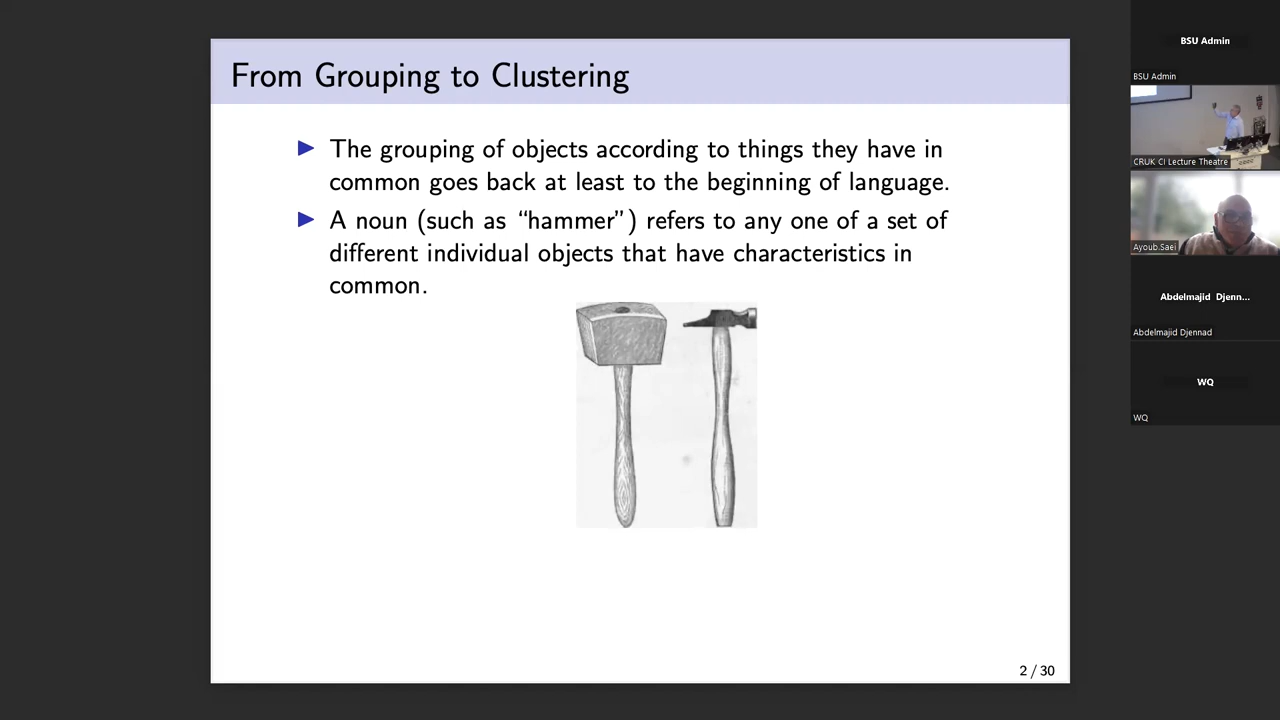 From Grouping to Clustering
The grouping of objects according to things they have in
common goes back at least to the beginning of language.
A noun (such as “hammer”) refers to any one of a set of
different individual objects that have characteristics in
common.
2 / 30
BSU Admin
BSU Admin
CRUK CI Lecture Theatre
Ayoub.Saei
Abdelmajid Djenn...
Abdelmajid Djennad
WQ
WQ